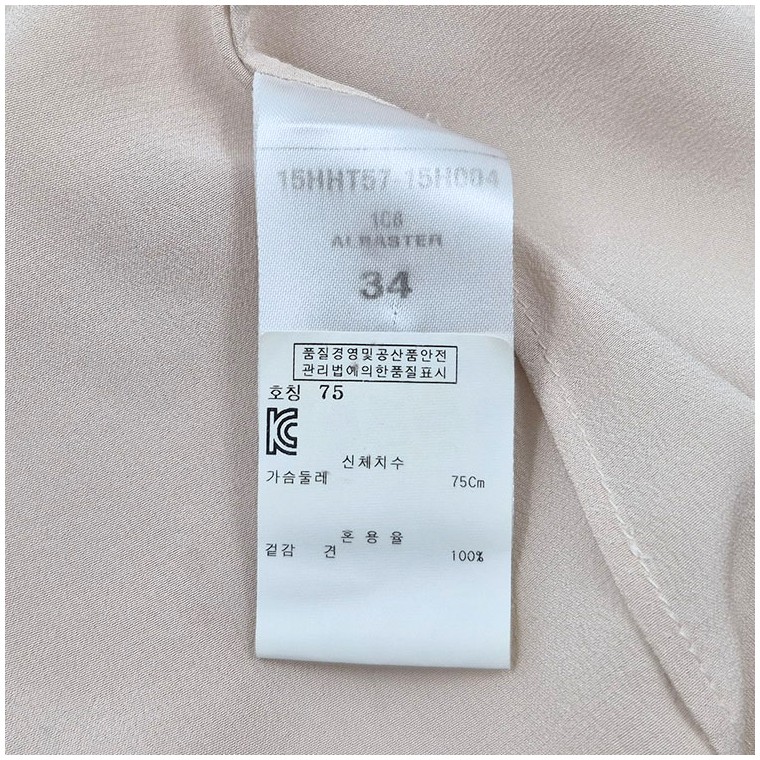 15HHT57-15H004
108
ALBASTER
34
품질경영및공산품안전
관리법에의한품질표시
호칭 75
신체치수
가슴둘레 75Cm
혼용율
겉감 견 100%